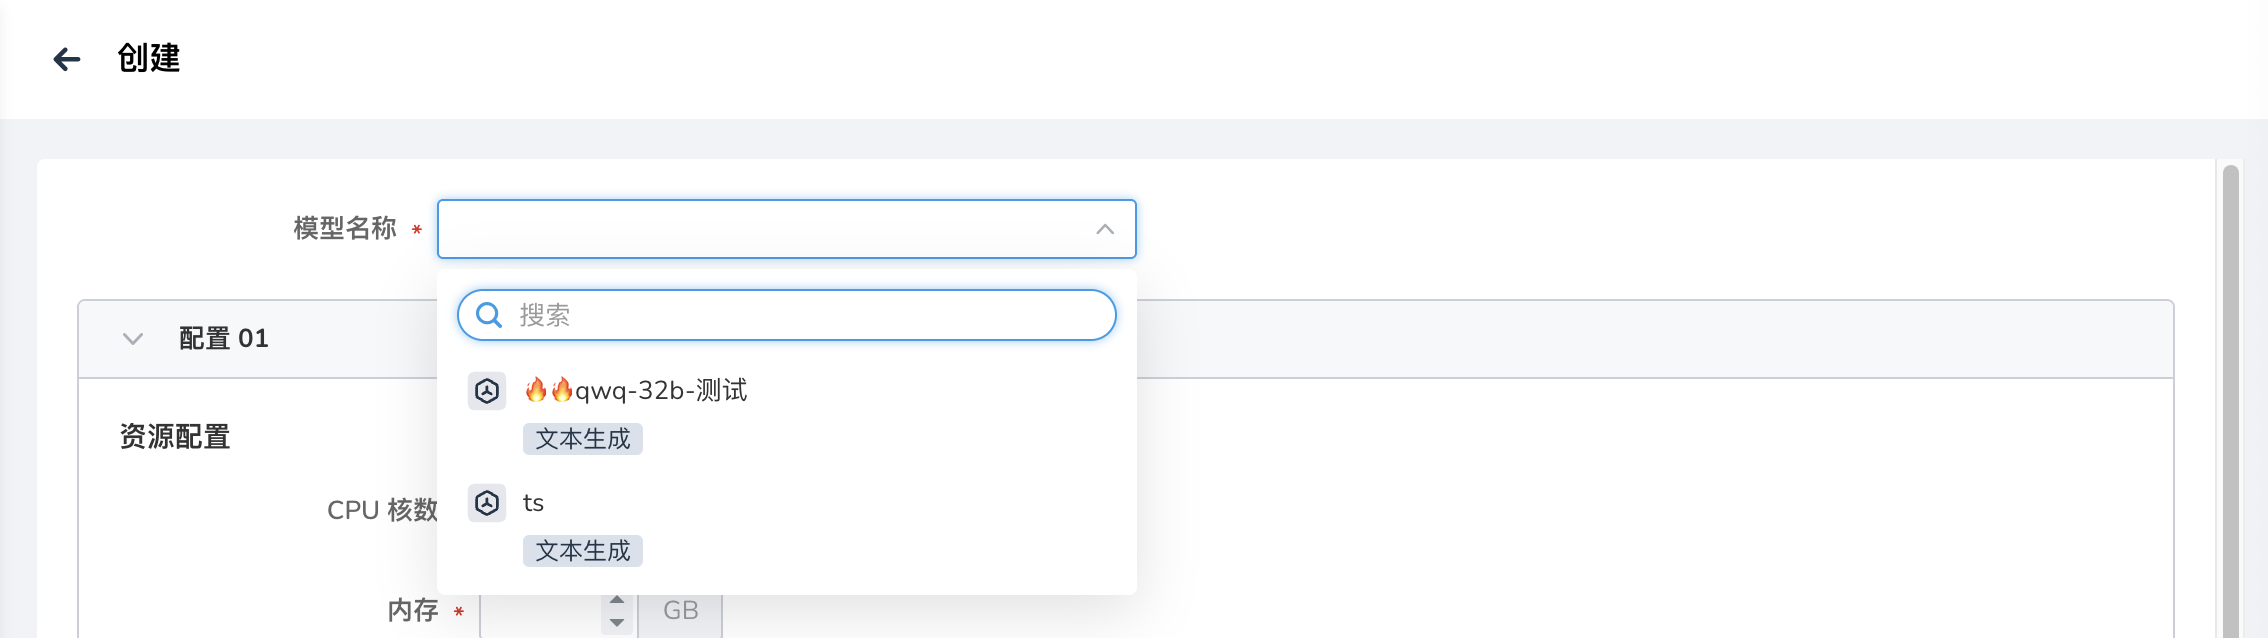 创建
模型名称 *
搜索
配置 01
🔥🔥qwq-32b-测试
文本生成
资源配置
ts
CPU 核数
文本生成
内存 *
GB